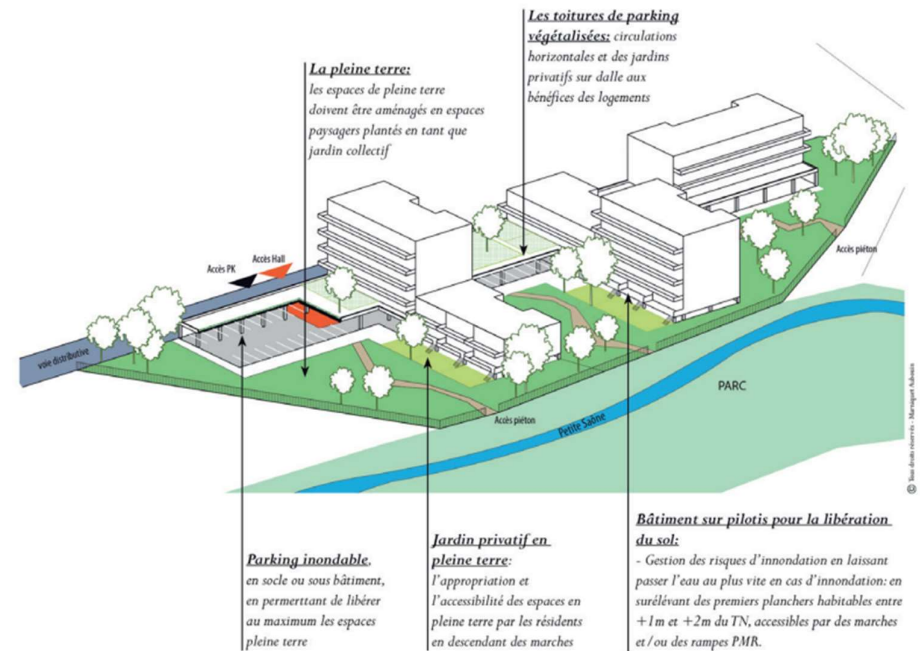 Les toitures de parking
végétalisées: circulations
horizontales et des jardins
privatifs sur dalle aux
bénéfices des logements
La pleine terre:
les espaces de pleine terre
doivent être aménagés en espaces
paysagers plantés en tant que
jardin collectif
Accès PK
Accès Hall
voie distributive
Accès piéton
Accès piéton
PARC
Petite Saône
Parking inondable,
en socle ou sous bâtiment,
en permerttant de libérer
au maximum les espaces
pleine terre
Jardin privatif en
pleine terre:
l'appropration et
l'accessibilité des espaces en
pleine terre par les résidents
en descendant des marches
Bâtiment sur pilotis pour la libération
du sol:
- Gestion des risques d'innondation en laissant
passer l'eau au plus vite en cas d'innondation: en
surélévant des premiers planchers habitables entre
+1m et +2m du TN, accessibles par des marches
et/ou des rampes PMR.
© Tous droits réservés -